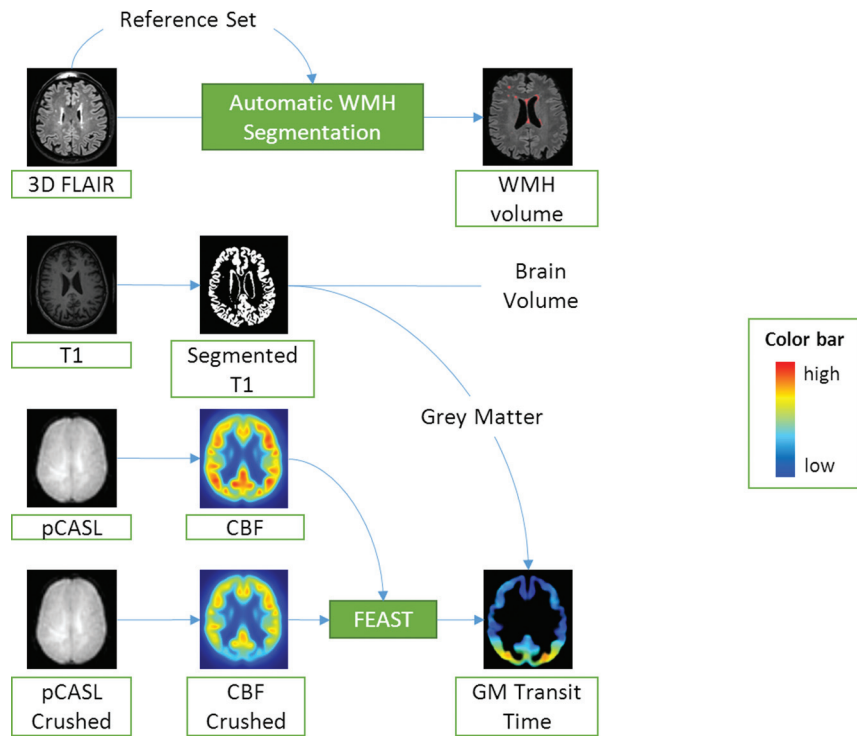 Reference Set
Automatic WMH
Segmentation
3D FLAIR
WMH
volume
Brain
Volume
T1
Segmented
T1
Color bar
high
low
Grey Matter
pCASL
CBF
FEAST
pCASL
Crushed
CBF
Crushed
GM Transit
Time